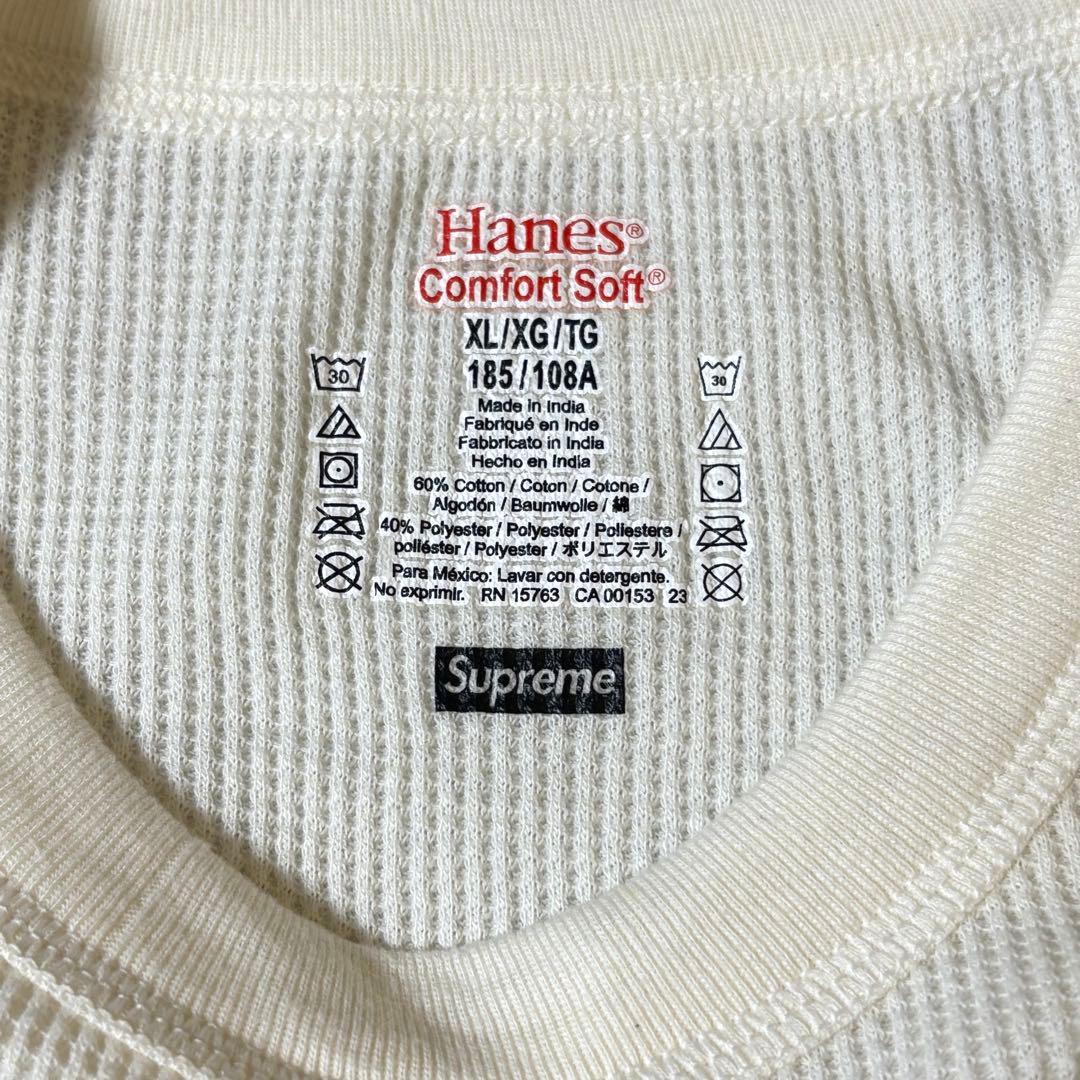 Hanes®
Comfort Soft®
XL/XG/TG
185/108A
30
30
Made in India
Fabriqué en Inde
Fabbricato in India
Hecho en India
60% Cotton / Coton / Cotone /
Algodón / Baumwolle / 綿
40% Polyester / Polyester / Poliestere /
poliéster / Polyester / ポリエステル
Para México: Lavar con detergente.
No exprimir. RN 15763 CA 00153 23
Supreme